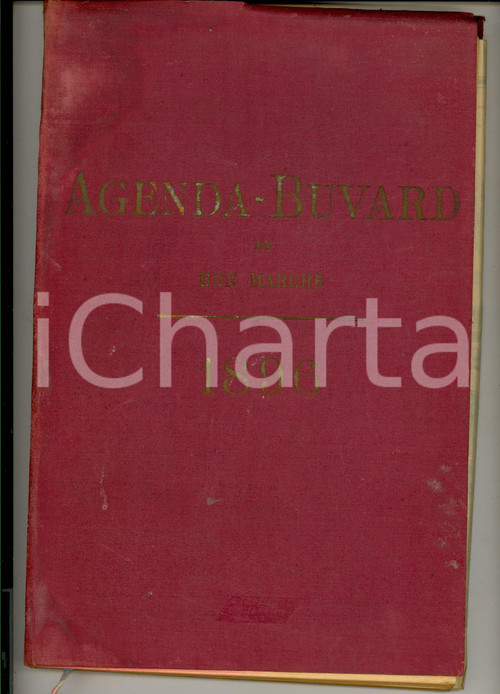 AGENDA-BUVARD
DU
BON MARCHÉ
iCharta
1896